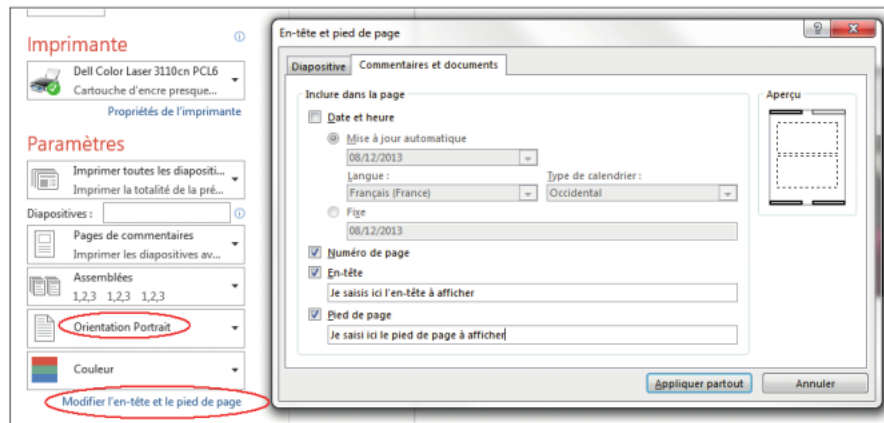 Imprimante
Dell Color Laser 3110cn PCL6
Cartouche d'encre presque...
Propriétés de l'imprimante
Paramètres
Imprimer toutes les diapositi...
Imprimer la totalité de la pré...
Diapositives :
Pages de commentaires
Imprimer les diapositives av...
Assemblées
1,2,3 1,2,3 1,2,3
Orientation Portrait
Couleur
Modifier l'en-tête et le pied de page
En-tête et pied de page
Diapositive Commentaires et documents
Inclure dans la page
Date et heure
Mise à jour automatique
08/12/2013
Langue : Type de calendrier :
Français (France) Occidental
Fixe
08/12/2013
Numéro de page
En-tête
Je saisis ici l'en-tête à afficher
Pied de page
Je saisi ici le pied de page à afficher
Aperçu
Appliquer partout Annuler